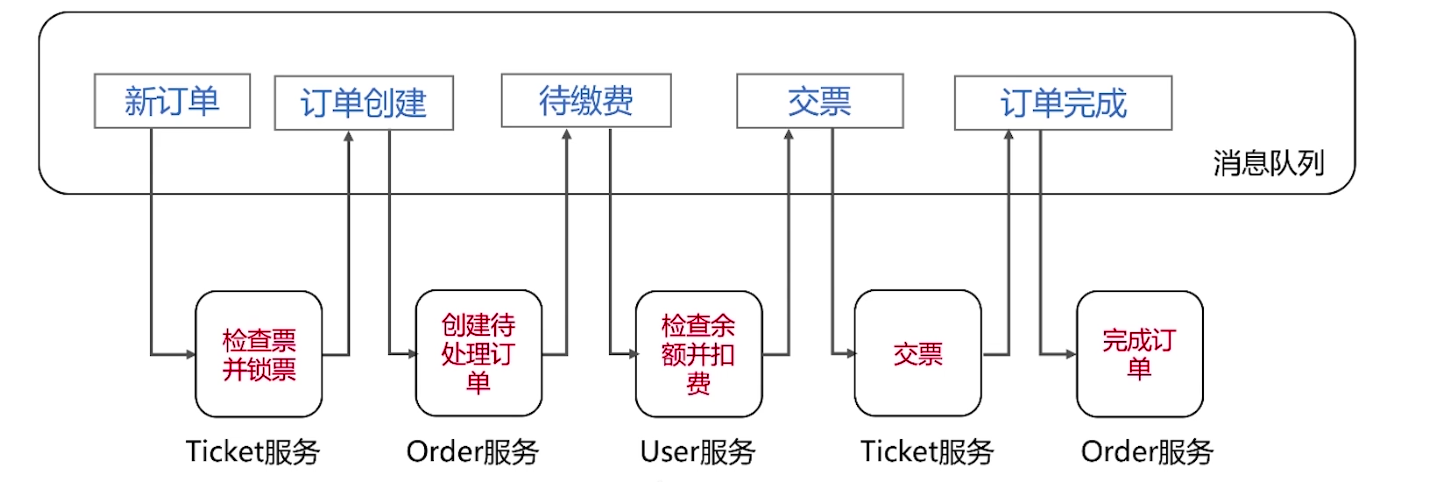 新订单
订单创建
待缴费
交票
订单完成
消息队列
检查票
并锁票
创建待
处理订
单
检查余
额并扣
费
交票
完成订
单
Ticket服务
Order服务
User服务
Ticket服务
Order服务